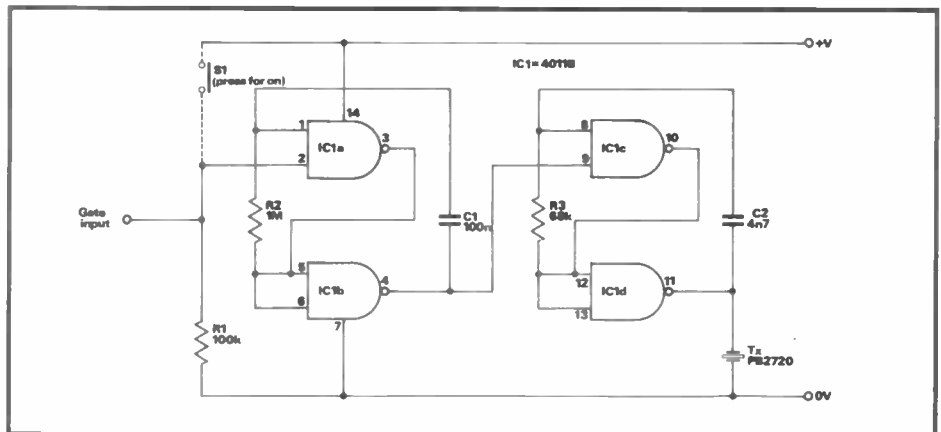 +V
S1
(press for on)
IC1 = 4011B
14
1
2
3
IC1a
8
9
10
IC1c
Gate
input
R2
1M
C1
100n
R3
68k
C2
4n7
5
6
4
IC1b
7
12
13
11
IC1d
R1
100k
Tx
PB2720
0V